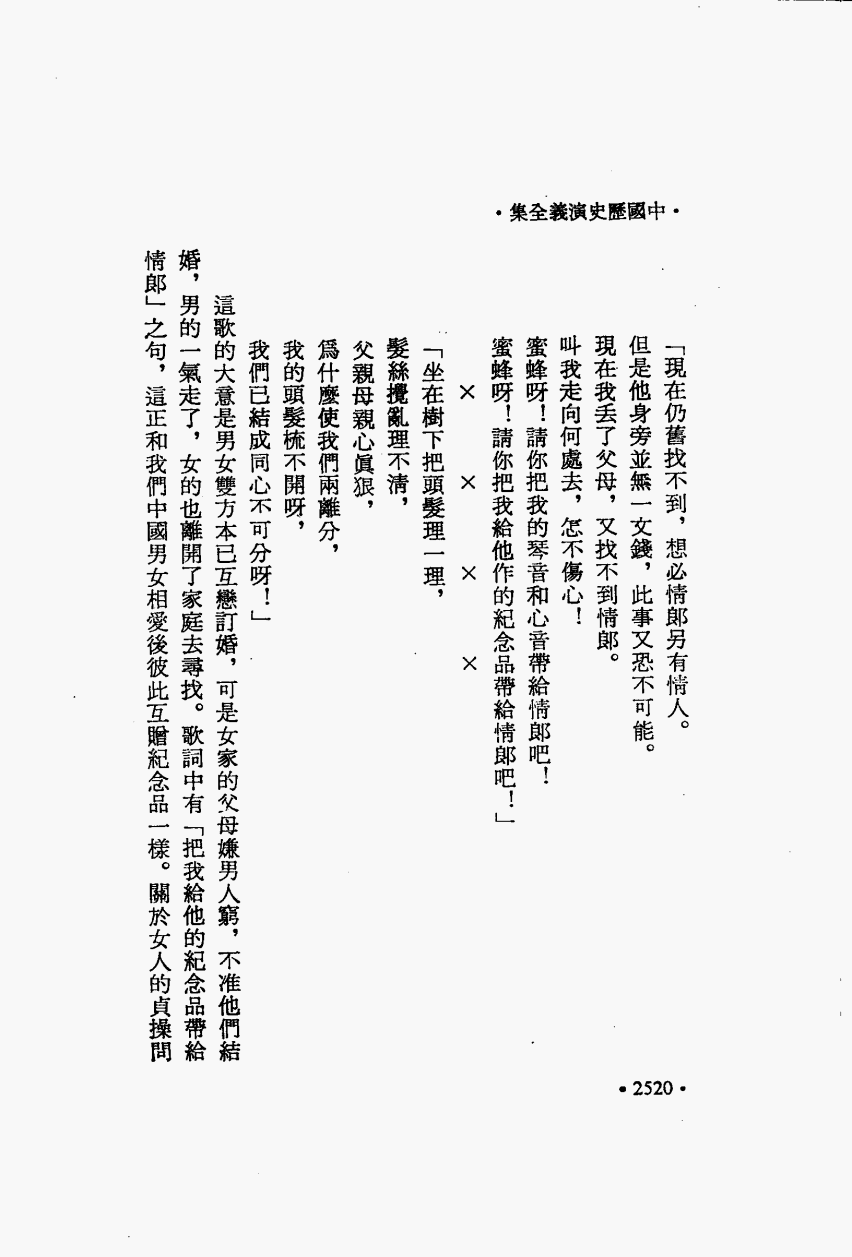 •中國歷史演義全集•
「現在仍舊找不到，想必情郎另有情人。
但是他身旁並無一文錢，此事又恐不可能。
現在我丟了父母，又找不到情郎。
叫我走向何處去，怎不傷心！
蜜蜂呀！請你把我的琴音和心音帶給情郎吧！
蜜蜂呀！請你把我給他作的紀念品帶給情郎吧！」
× × × ×
「坐在樹下把頭髮理一理，
髮絲攪亂理不清，
父親母親心眞狠，
爲什麼使我們兩離分，
我的頭髮梳不開呀，
我們已結成同心不可分呀！」
這歌的大意是男女雙方本已互戀訂婚，可是女家的父母嫌男人窮，不准他們結
婚，男的一氣走了，女的也離開了家庭去尋找。歌詞中有「把我給他的紀念品帶給
情郎」之句，這正和我們中國男女相愛後彼此互贈紀念品一樣。關於女人的貞操問
•2520•